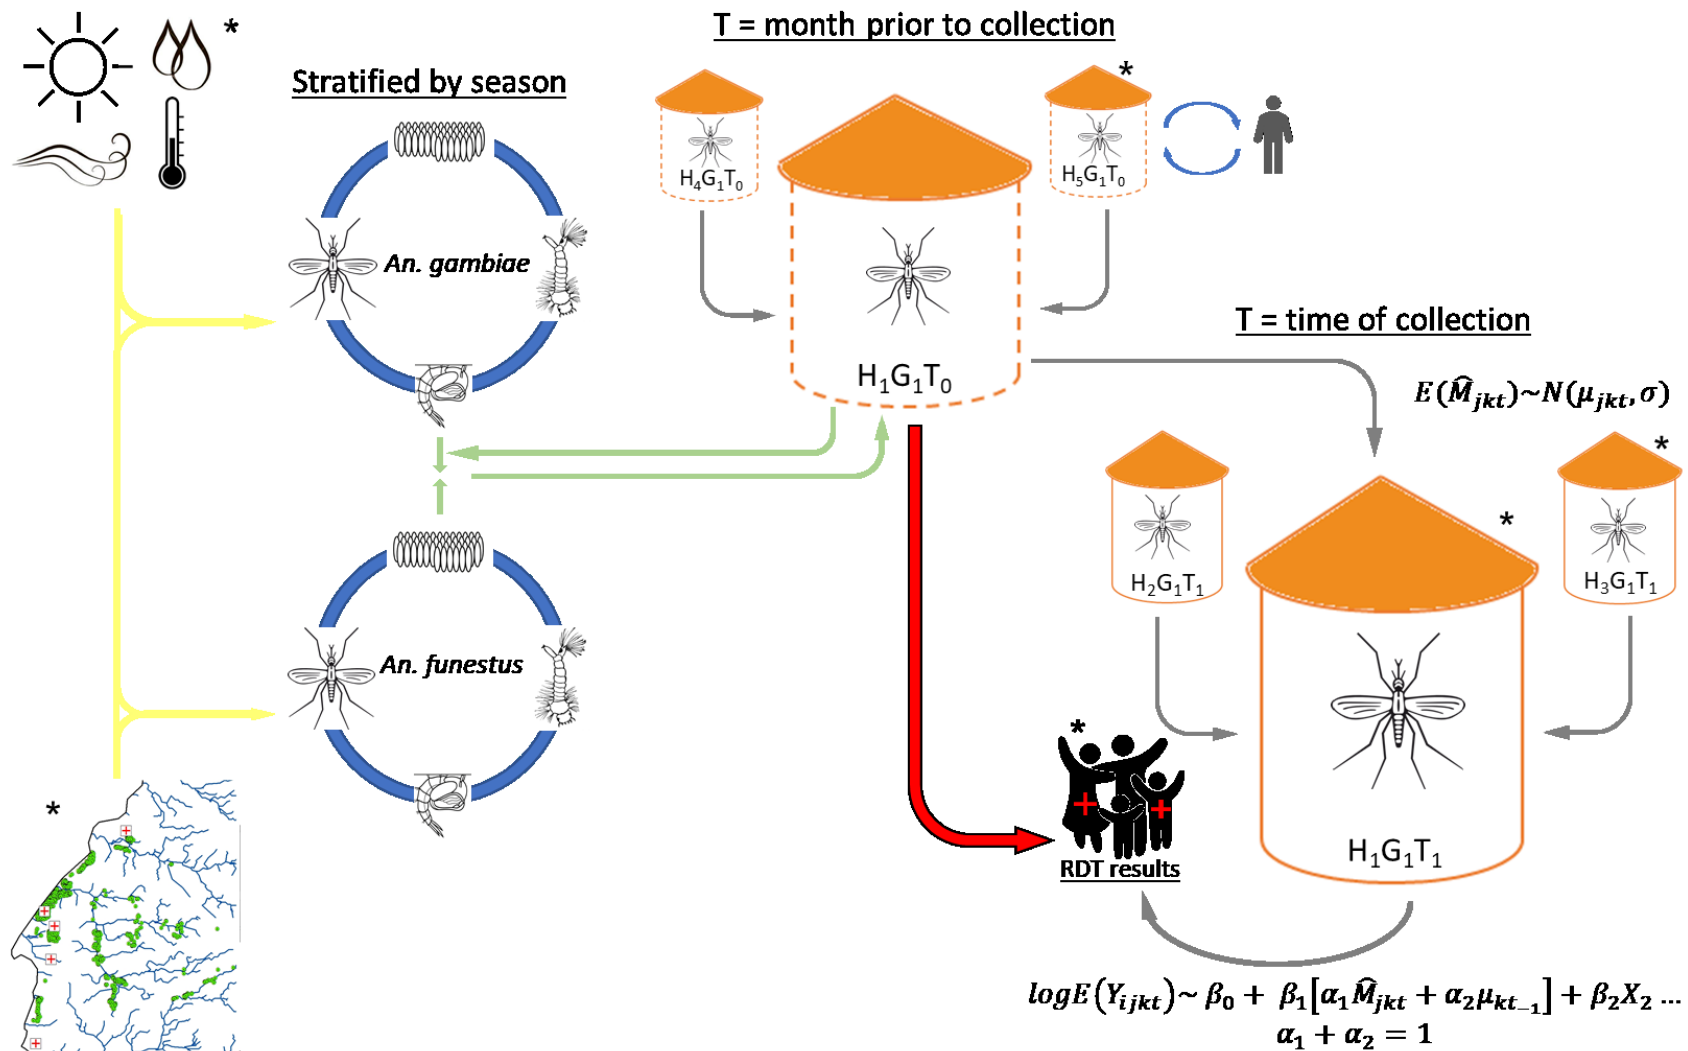 *
T = month prior to collection
Stratified by season
*
H₄G₁T₀
H₅G₁T₀
An. gambiae
H₁G₁T₀
T = time of collection
E(M̂ⱼₖₜ)~N(μⱼₖₜ, σ)
*
*
H₂G₁T₁
H₃G₁T₁
An. funestus
*
RDT results
H₁G₁T₁
*
logE(Yᵢⱼₖₜ)~ β₀ + β₁[α₁M̂ⱼₖₜ + α₂μₖₜ₋₁] + β₂X₂ ...
α₁ + α₂ = 1